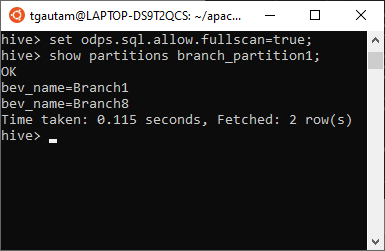 tgautam@LAPTOP-DS9T2QCS: ~/apac
hive> set odps.sql.allow.fullscan=true;
hive> show partitions branch_partition1;
OK
bev_name=Branch1
bev_name=Branch8
Time taken: 0.115 seconds, Fetched: 2 row(s)
hive>